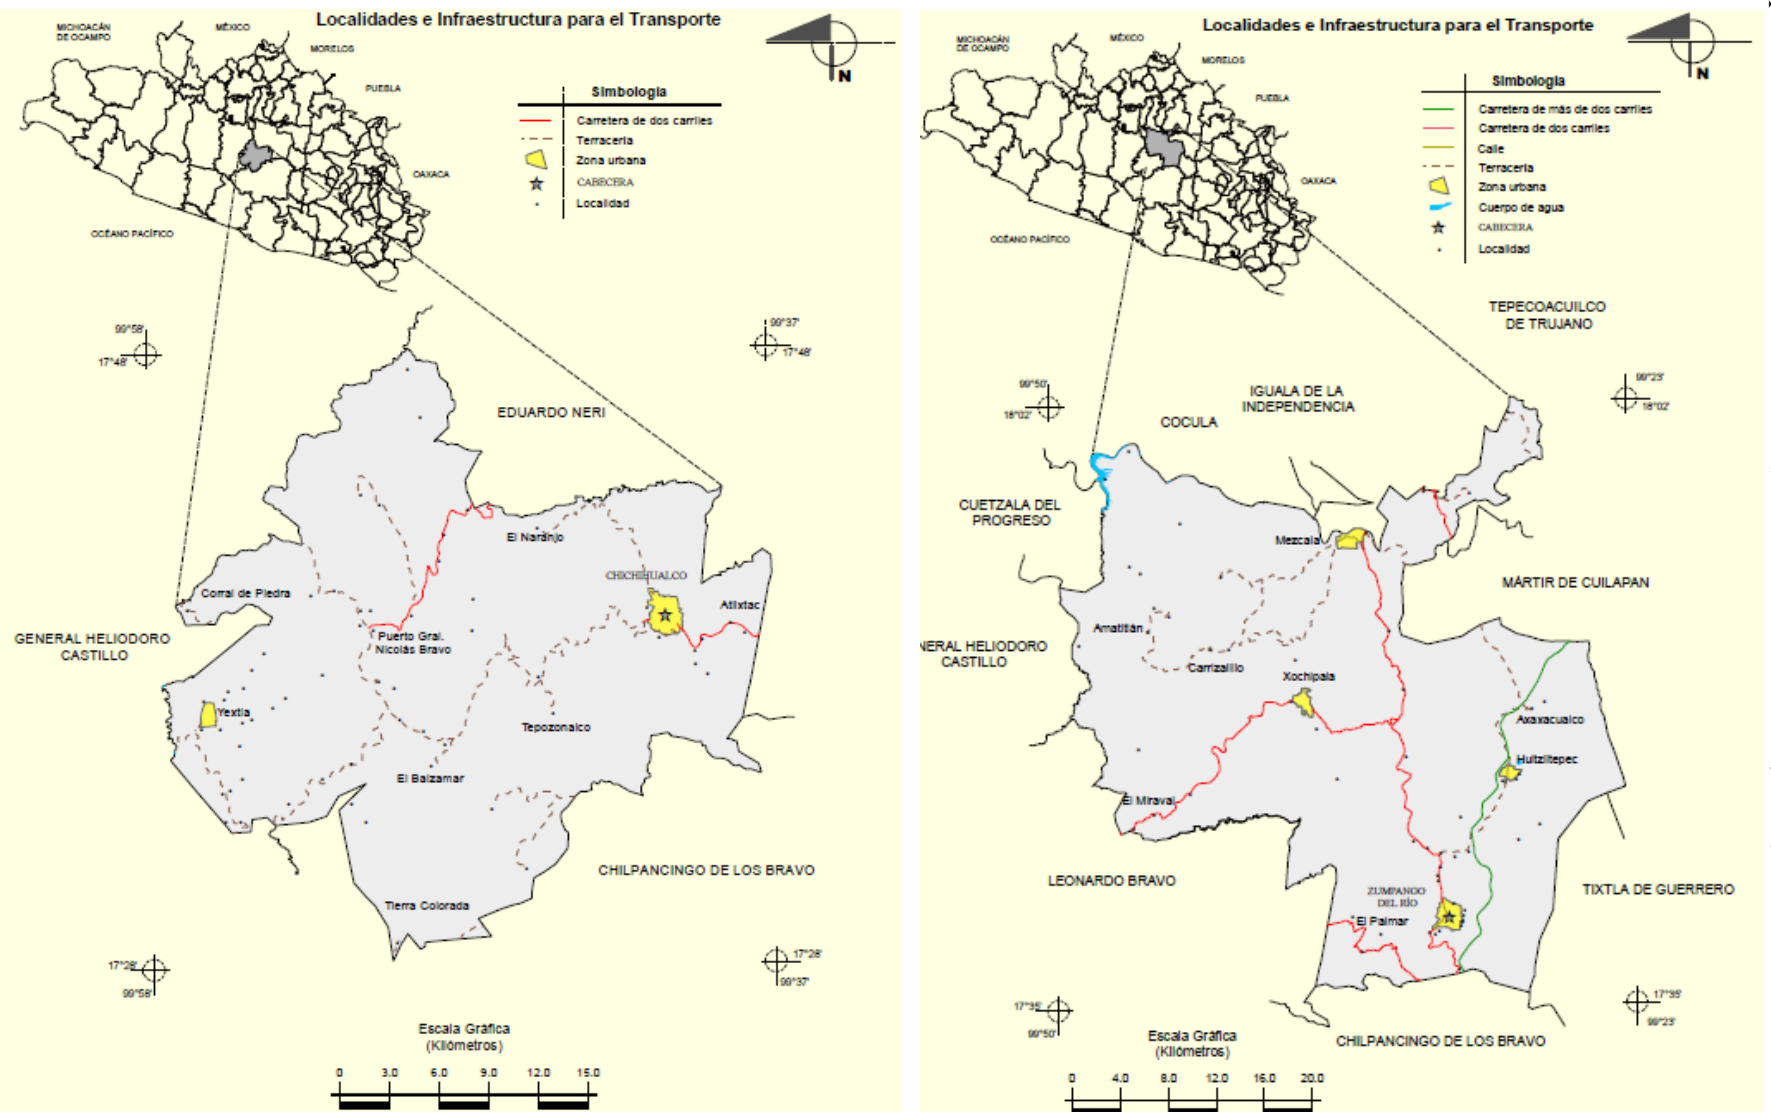 Localidades e Infraestructura para el Transporte
MICHOACÁN
DE OCAMPO
MÉXICO
MORELOS
PUEBLA
OAXACA
OCÉANO PACÍFICO
N
Simbología
Carretera de dos carriles
Terracería
Zona urbana
CABECERA
Localidad
99°58'
17°48'
99°37'
17°48'
EDUARDO NERI
El Naranjo
CHICHIHUALCO
Corral de Piedra
Atlixtac
GENERAL HELIODORO
CASTILLO
Puerto Gral.
Nicolás Bravo
Yextla
Tepozonalco
El Balzamar
CHILPANCINGO DE LOS BRAVO
Tierra Colorada
17°28'
99°58'
17°28'
99°37'
Escala Gráfica
(Kilómetros)
0 3.0 6.0 9.0 12.0 15.0
Localidades e Infraestructura para el Transporte
MICHOACÁN
DE OCAMPO
MÉXICO
MORELOS
PUEBLA
OAXACA
OCÉANO PACÍFICO
N
Simbología
Carretera de más de dos carriles
Carretera de dos carriles
Calle
Terracería
Zona urbana
Cuerpo de agua
CABECERA
Localidad
TEPECOACUILCO
DE TRUJANO
99°50'
18°02'
99°23'
18°02'
IGUALA DE LA
INDEPENDENCIA
COCULA
CUETZALA DEL
PROGRESO
Mezcala
MÁRTIR DE CUILAPAN
Amatitlán
NERAL HELIODORO
CASTILLO
Carrizalillo
Xochipala
Axaxacualco
Huitziltepec
El Miraval
LEONARDO BRAVO
ZUMPANGO
DEL RÍO
El Palmar
TIXTLA DE GUERRERO
17°35'
99°50'
17°35'
99°23'
CHILPANCINGO DE LOS BRAVO
Escala Gráfica
(Kilómetros)
0 4.0 8.0 12.0 16.0 20.0